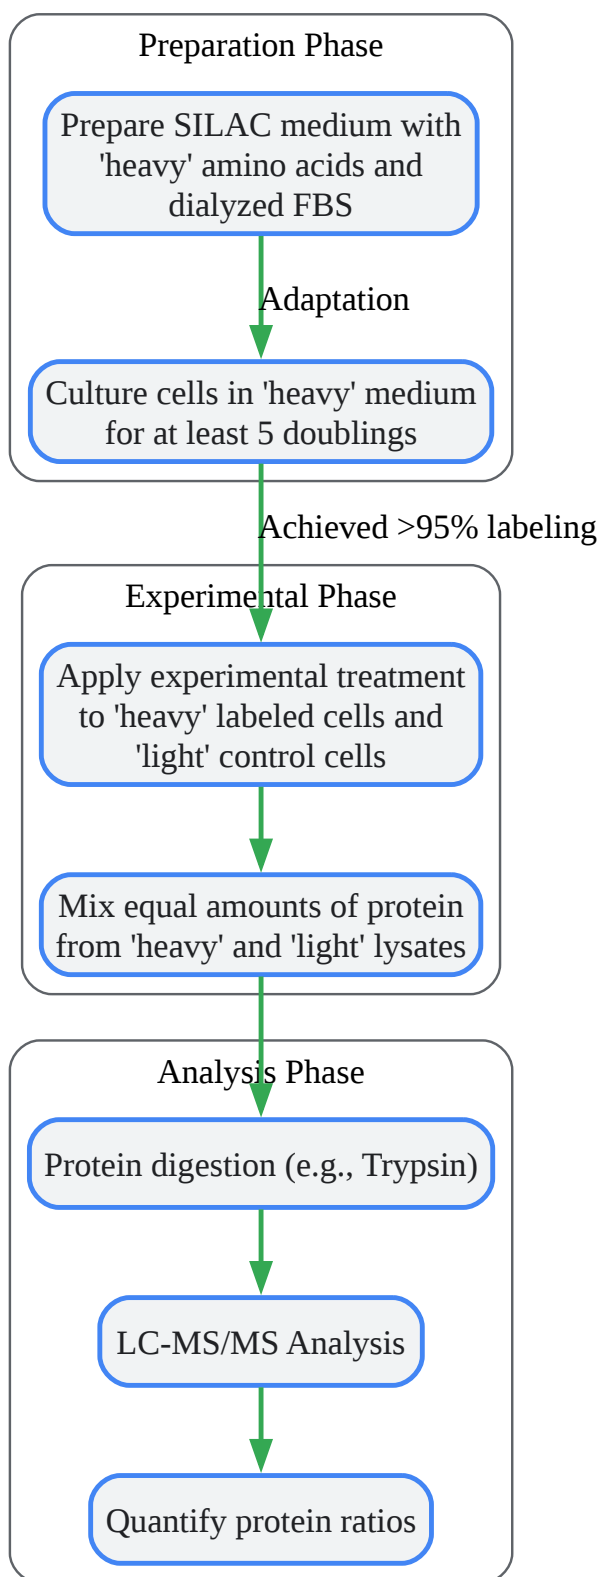 Preparation Phase
Prepare SILAC medium with
'heavy' amino acids and
dialyzed FBS
Adaptation
Culture cells in 'heavy' medium
for at least 5 doublings
Achieved >95% labeling
Experimental Phase
Apply experimental treatment
to 'heavy' labeled cells and
'light' control cells
Mix equal amounts of protein
from 'heavy' and 'light' lysates
Analysis Phase
Protein digestion (e.g., Trypsin)
LC-MS/MS Analysis
Quantify protein ratios